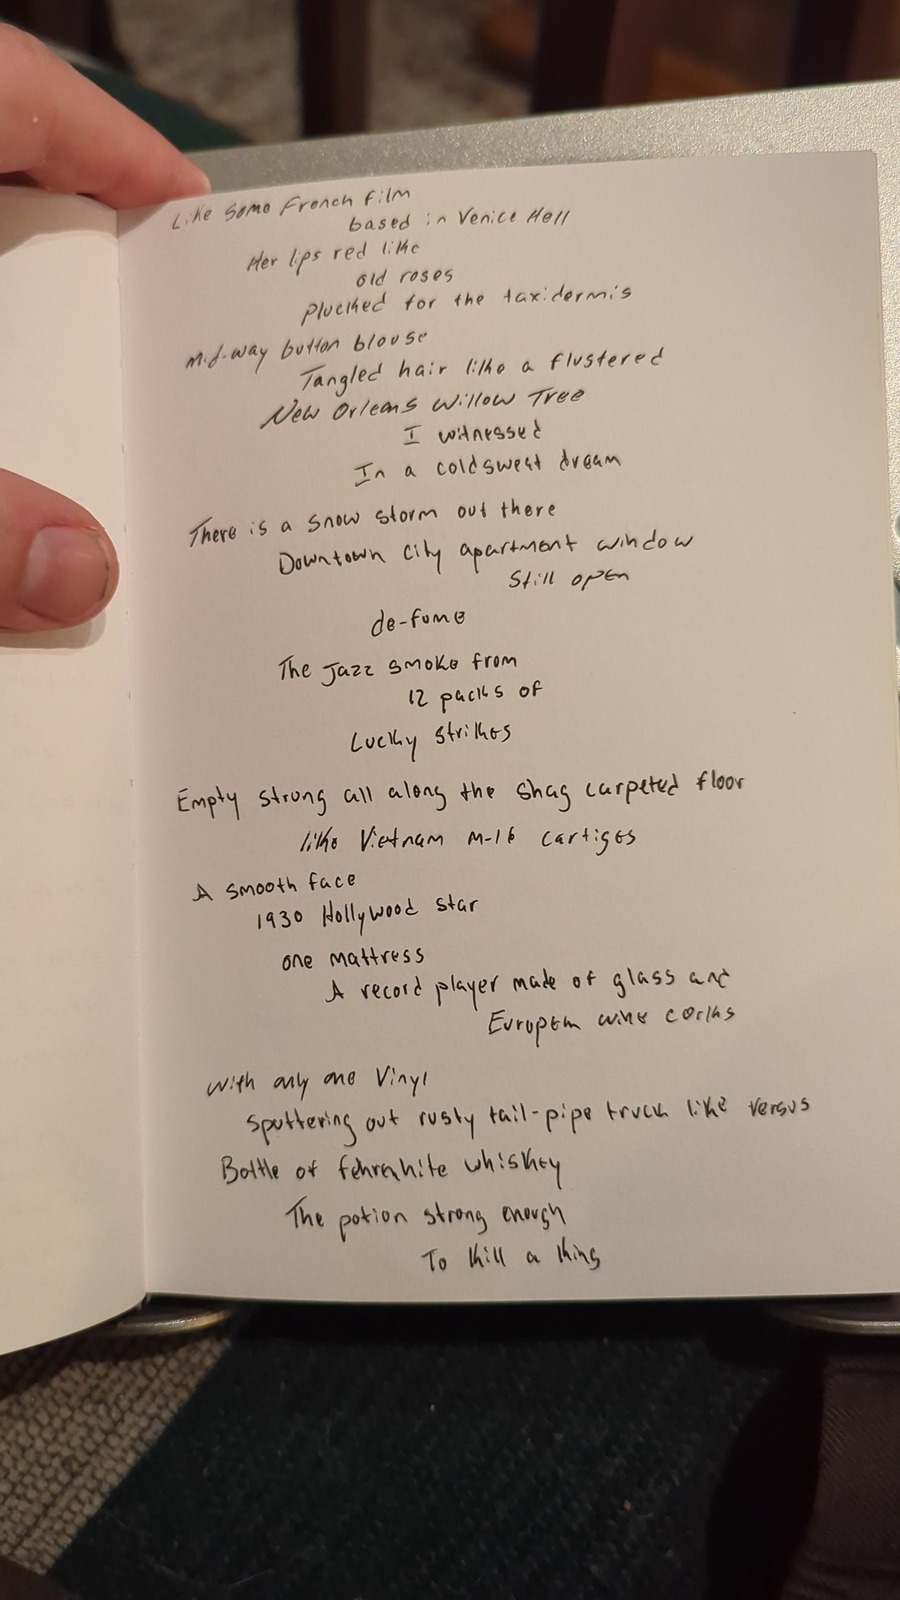 Like some French film
based in Venice Hell
Her lips red like
old roses
plucked for the taxidermis
mid-way button blouse
Tangled hair like a flustered
New Orleans Willow Tree
I witnessed
In a coldsweat dream
There is a snow storm out there
Downtown city apartment window
Still open
de-fume
The Jazz smoke from
12 packs of
Lucky Strikes
Empty strung all along the shag carpeted floor
like Vietnam M-16 cartiges
A smooth face
1930 Hollywood star
one mattress
A record player made of glass and
Europen wine corks
with only one Vinyl
Sputtering out rusty tail-pipe truck like versus
Bottle of whiskey
The potion strong enough
To kill a king